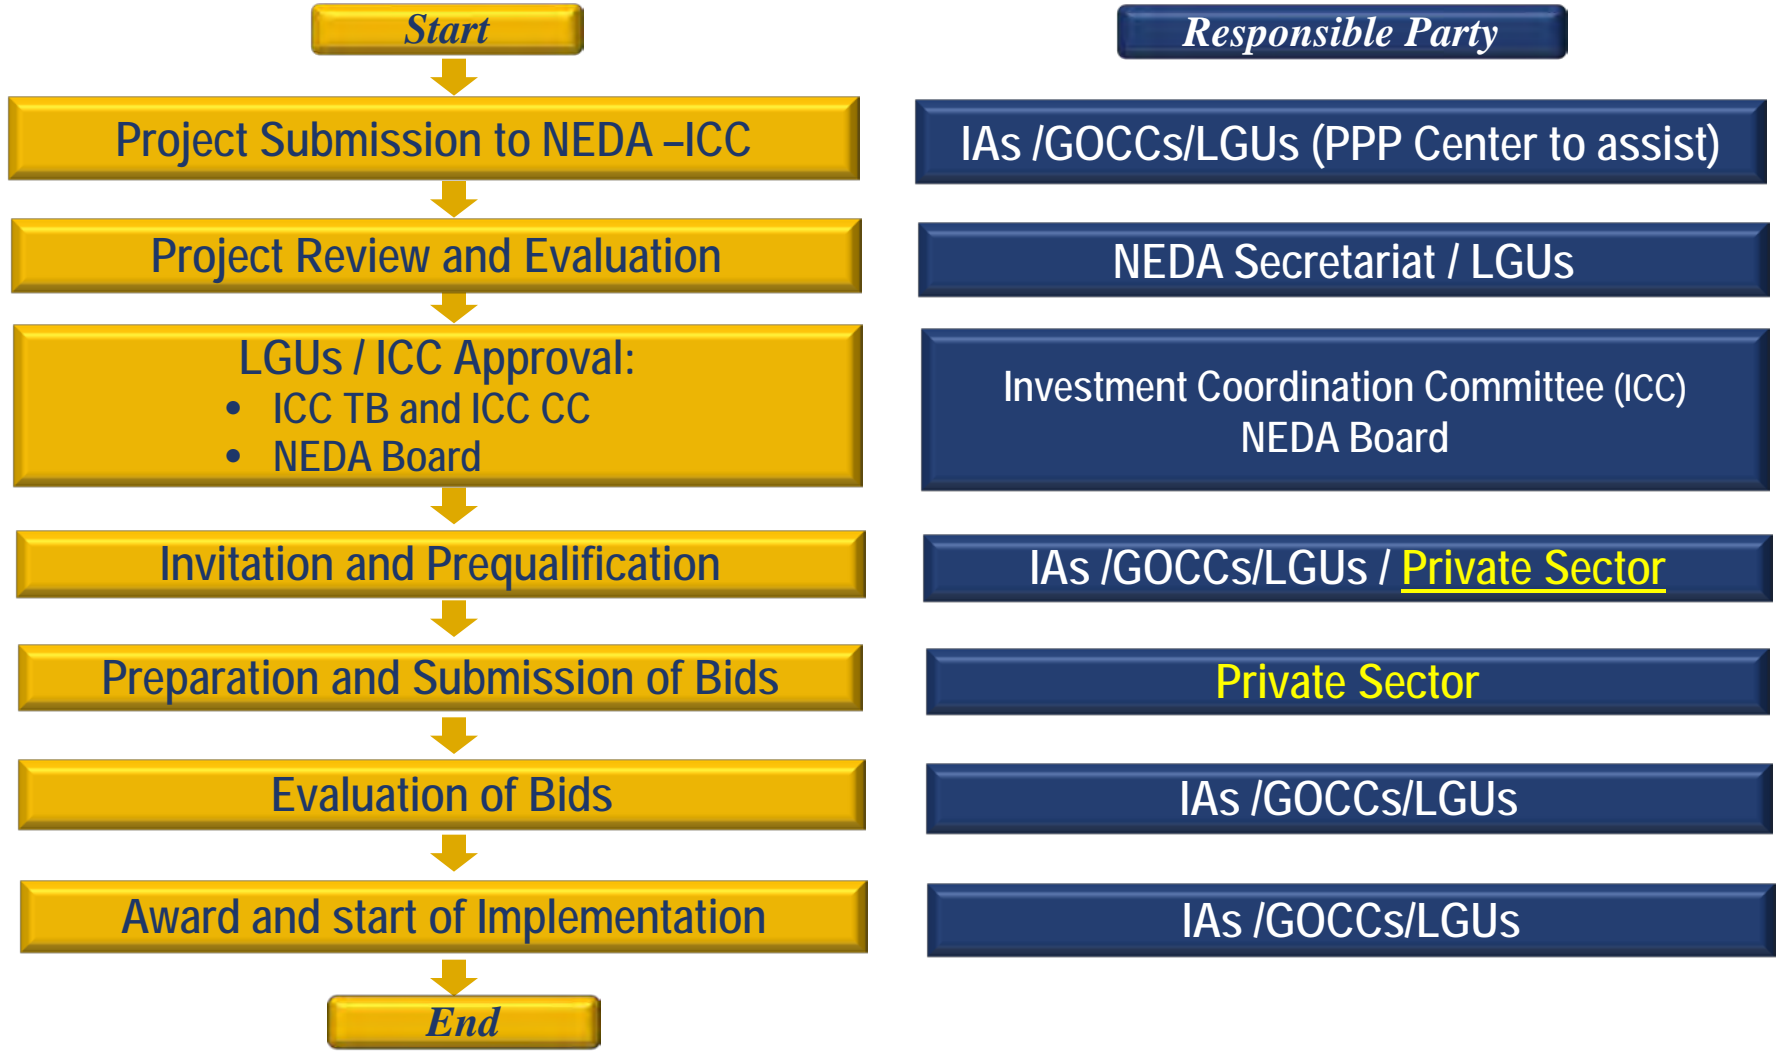 Start
Responsible Party
Project Submission to NEDA –ICC
IAs /GOCCs/LGUs (PPP Center to assist)
Project Review and Evaluation
NEDA Secretariat / LGUs
LGUs / ICC Approval:
• ICC TB and ICC CC
• NEDA Board
Investment Coordination Committee (ICC)
NEDA Board
Invitation and Prequalification
IAs /GOCCs/LGUs / Private Sector
Preparation and Submission of Bids
Private Sector
Evaluation of Bids
IAs /GOCCs/LGUs
Award and start of Implementation
IAs /GOCCs/LGUs
End